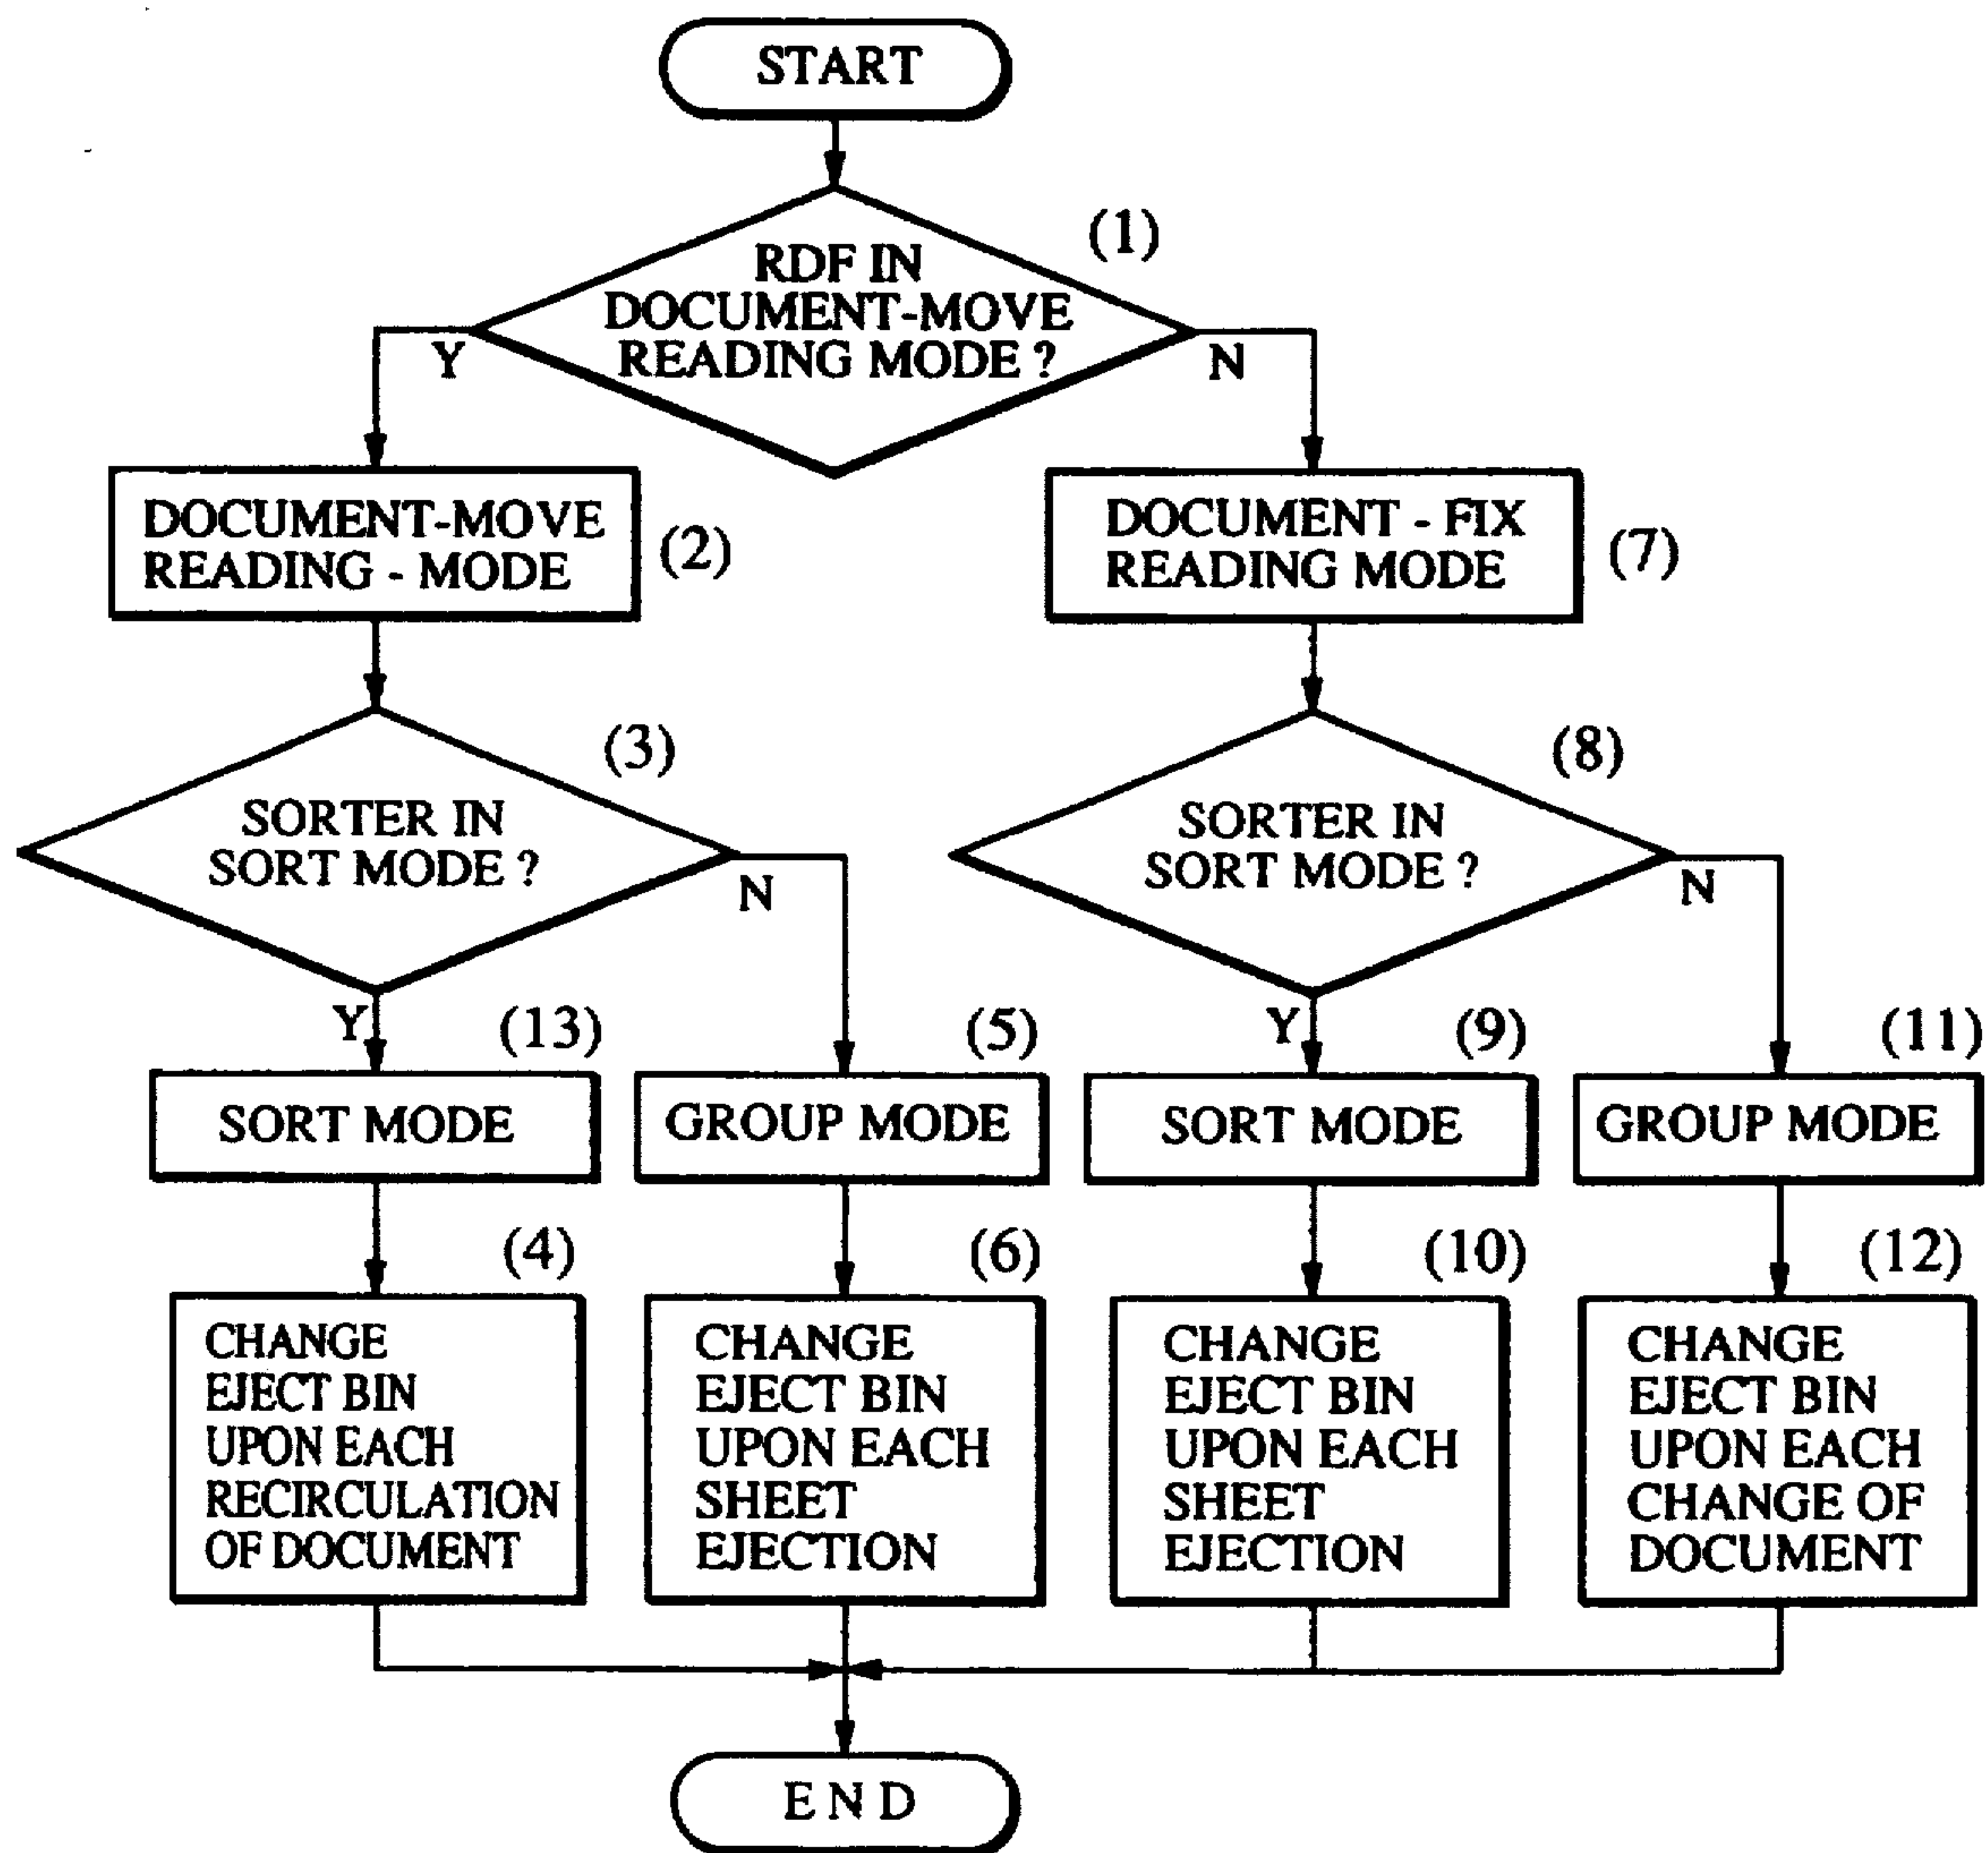 START
(1)
RDF IN
DOCUMENT-MOVE
READING MODE ?
Y
N
DOCUMENT-MOVE
READING - MODE
(2)
DOCUMENT - FIX
READING MODE
(7)
(3)
SORTER IN
SORT MODE ?
N
Y
(8)
SORTER IN
SORT MODE ?
N
Y
(13)
SORT MODE
(5)
GROUP MODE
(9)
SORT MODE
(11)
GROUP MODE
(4)
CHANGE
EJECT BIN
UPON EACH
RECIRCULATION
OF DOCUMENT
(6)
CHANGE
EJECT BIN
UPON EACH
SHEET
EJECTION
(10)
CHANGE
EJECT BIN
UPON EACH
SHEET
EJECTION
(12)
CHANGE
EJECT BIN
UPON EACH
CHANGE OF
DOCUMENT
E N D